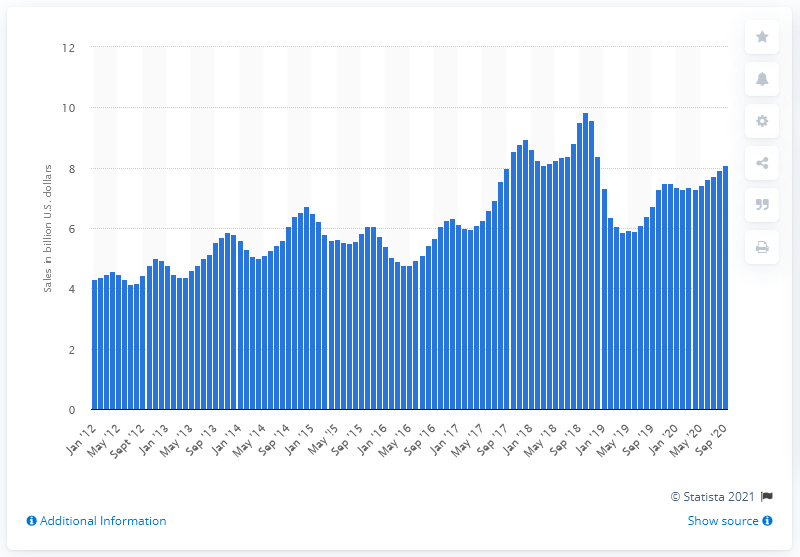 12
10
8
6
4
2
0
Sales in billion U.S. dollars
Jan '12
May '12
Sept '12
Jan '13
May '13
Sep '13
Jan '14
May '14
Sep '14
Jan '15
May '15
Sep '15
Jan '16
May '16
Sep '16
Jan '17
May '17
Sep '17
Jan '18
May '18
Sep '18
Jan '19
May '19
Sep '19
Jan '20
May '20
Sep '20
© Statista 2021
Additional Information
Show source